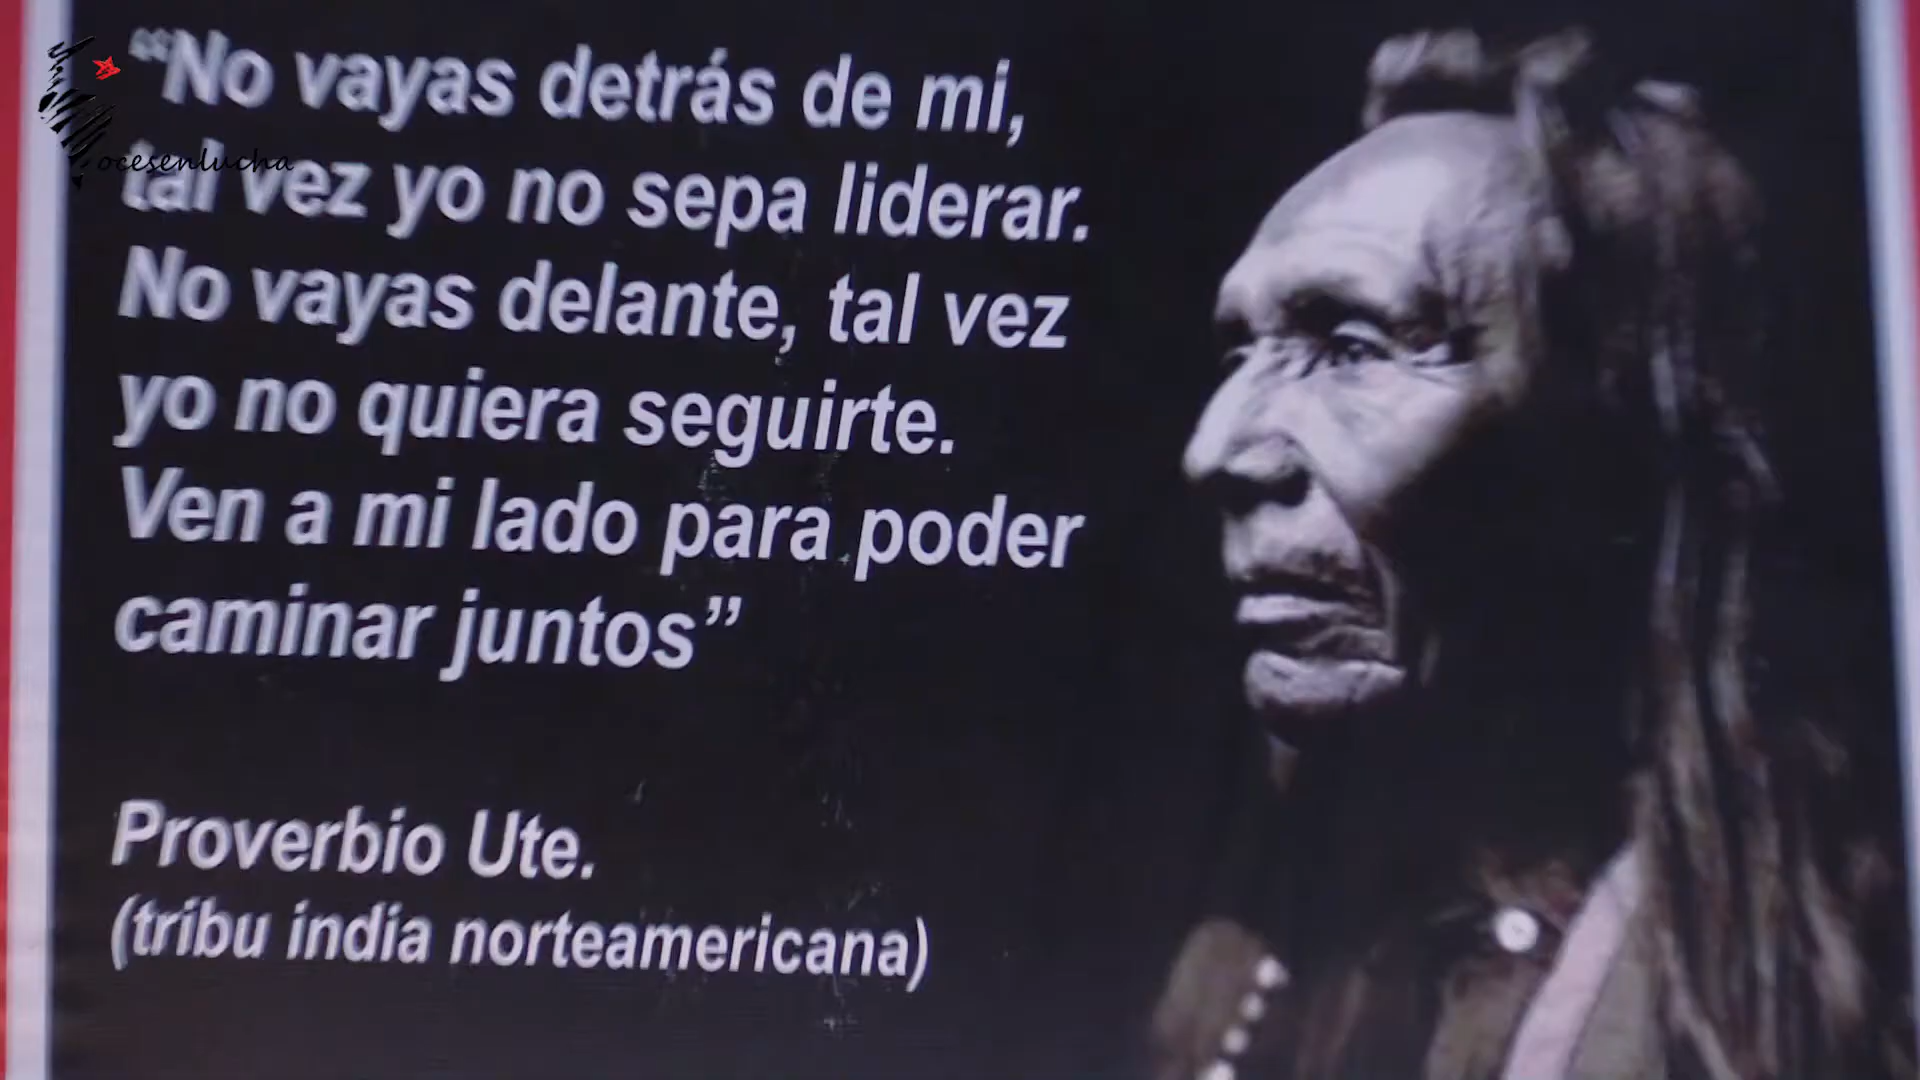 “No vayas detrás de mi,
tal vez yo no sepa liderar.
No vayas delante, tal vez
yo no quiera seguirte.
Ven a mi lado para poder
caminar juntos”
Proverbio Ute.
(tribu india norteamericana)
ocesenlucha